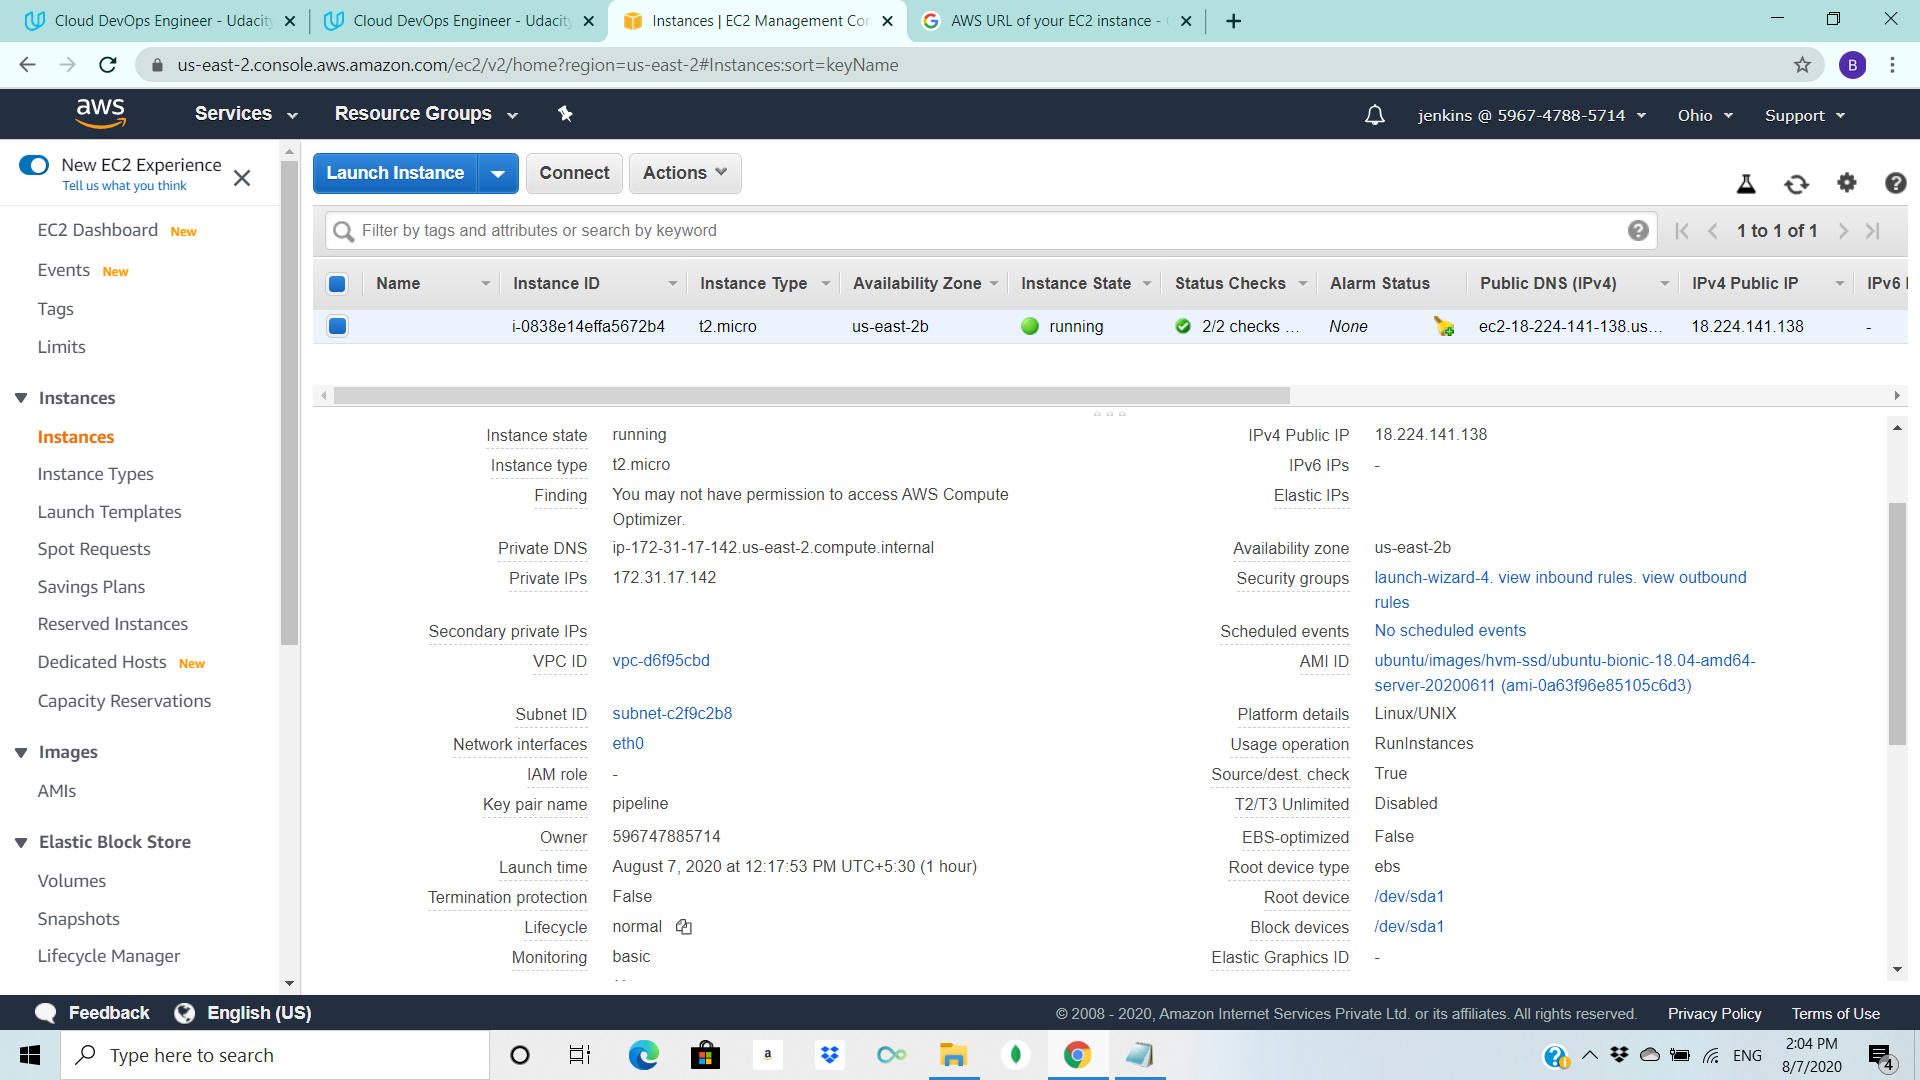 Cloud DevOps Engineer - Udacity
Cloud DevOps Engineer - Udacity
Instances | EC2 Management Con
AWS URL of your EC2 instance -
us-east-2.console.aws.amazon.com/ec2/v2/home?region=us-east-2#Instances:sort=keyName
B
aws
Services
Resource Groups
jenkins @ 5967-4788-5714
Ohio
Support
New EC2 Experience
Tell us what you think
EC2 Dashboard New
Events New
Tags
Limits
Instances
Instances
Instance Types
Launch Templates
Spot Requests
Savings Plans
Reserved Instances
Dedicated Hosts New
Capacity Reservations
Images
AMIs
Elastic Block Store
Volumes
Snapshots
Lifecycle Manager
Launch Instance
Connect
Actions
Filter by tags and attributes or search by keyword
1 to 1 of 1
Name Instance ID Instance Type Availability Zone Instance State Status Checks Alarm Status Public DNS (IPv4) IPv4 Public IP IPv6 I
i-0838e14effa5672b4 t2.micro us-east-2b running 2/2 checks ... None ec2-18-224-141-138.us... 18.224.141.138 -
Instance state running
Instance type t2.micro
Finding You may not have permission to access AWS Compute
Optimizer.
Private DNS ip-172-31-17-142.us-east-2.compute.internal
Private IPs 172.31.17.142
Secondary private IPs
VPC ID vpc-d6f95cbd
Subnet ID subnet-c2f9c2b8
Network interfaces eth0
IAM role -
Key pair name pipeline
Owner 596747885714
Launch time August 7, 2020 at 12:17:53 PM UTC+5:30 (1 hour)
Termination protection False
Lifecycle normal
Monitoring basic
IPv4 Public IP 18.224.141.138
IPv6 IPs -
Elastic IPs
Availability zone us-east-2b
Security groups launch-wizard-4. view inbound rules. view outbound
rules
Scheduled events No scheduled events
AMI ID ubuntu/images/hvm-ssd/ubuntu-bionic-18.04-amd64-
server-20200611 (ami-0a63f96e85105c6d3)
Platform details Linux/UNIX
Usage operation RunInstances
Source/dest. check True
T2/T3 Unlimited Disabled
EBS-optimized False
Root device type ebs
Root device /dev/sda1
Block devices /dev/sda1
Elastic Graphics ID -
Feedback
English (US)
© 2008 - 2020, Amazon Internet Services Private Ltd. or its affiliates. All rights reserved.
Privacy Policy
Terms of Use
Type here to search
a
ENG
2:04 PM
8/7/2020
4